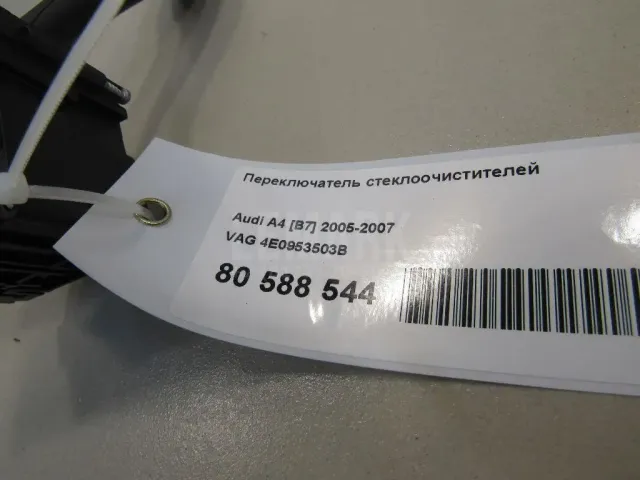 Переключатель стеклоочистителей
Audi A4 [B7] 2005-2007
VAG 4E0953503B
80 588 544